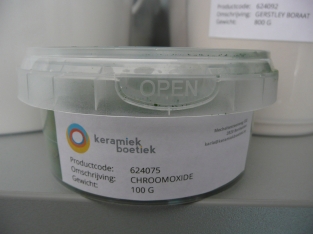 Productcode: 624092
Omschrijving: GERSTLEY BORAAT
Gewicht: 800 G
OPEN
keramiek
boetiek
Productcode: 624075
Omschrijving: CHROOMOXIDE
Gewicht: 100 G